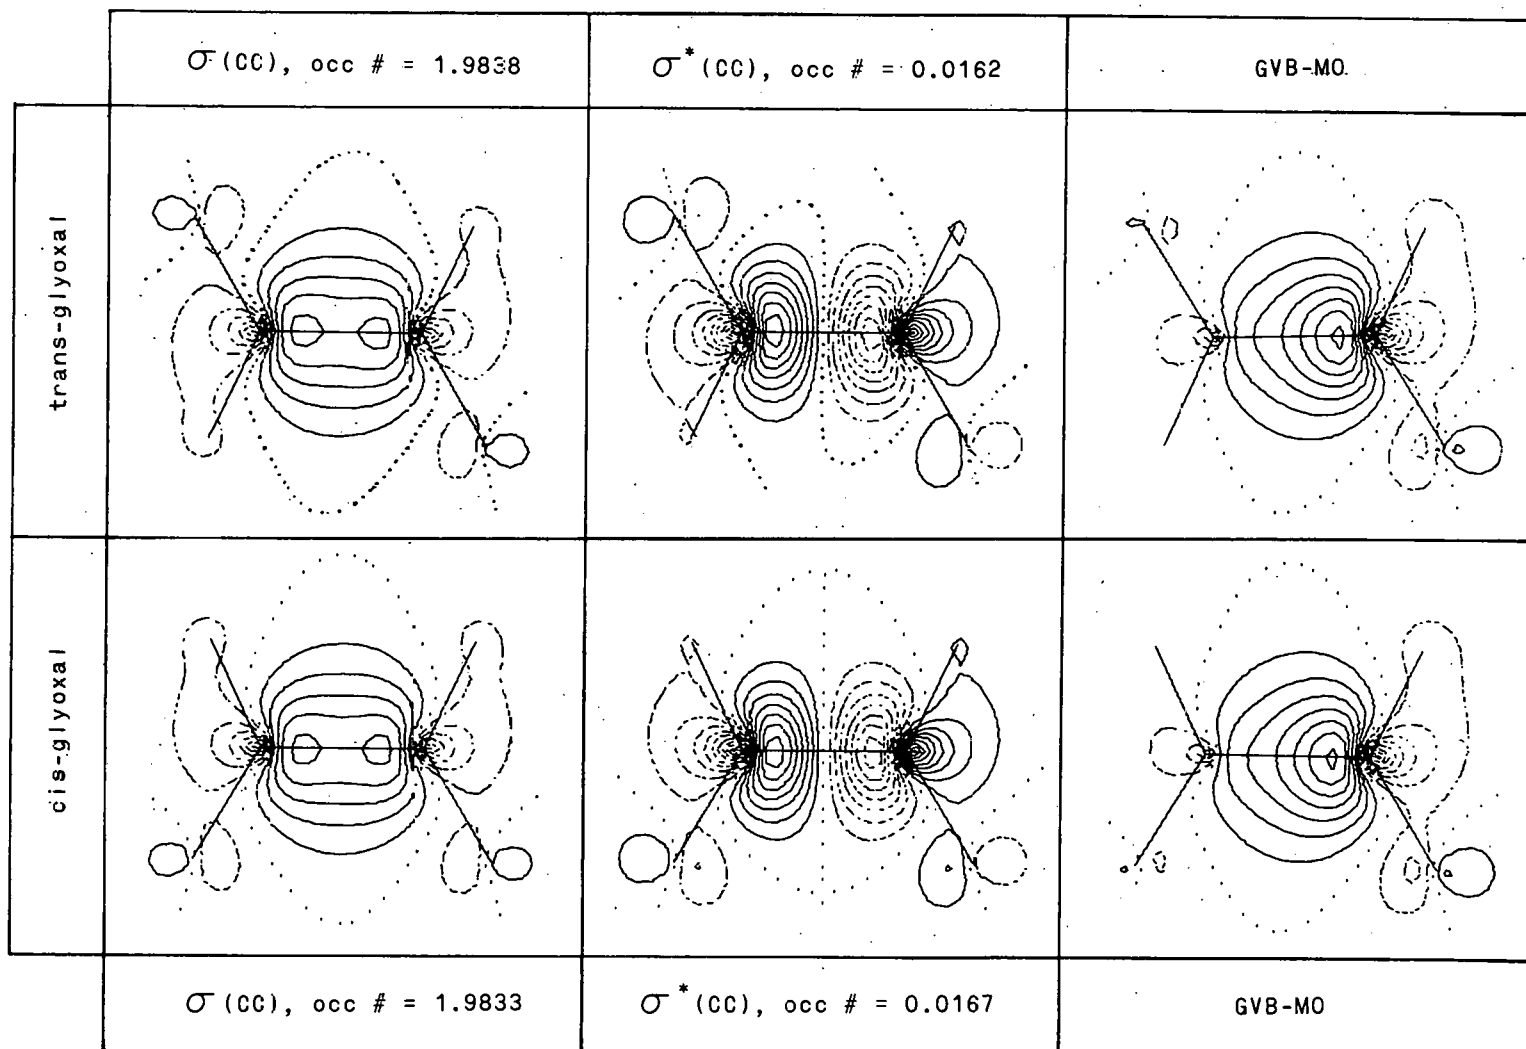 σ (CC), occ # = 1.9838
σ* (CC), occ # = 0.0162
GVB-MO
trans-glyoxal
cis-glyoxal
σ (CC), occ # = 1.9833
σ* (CC), occ # = 0.0167
GVB-MO